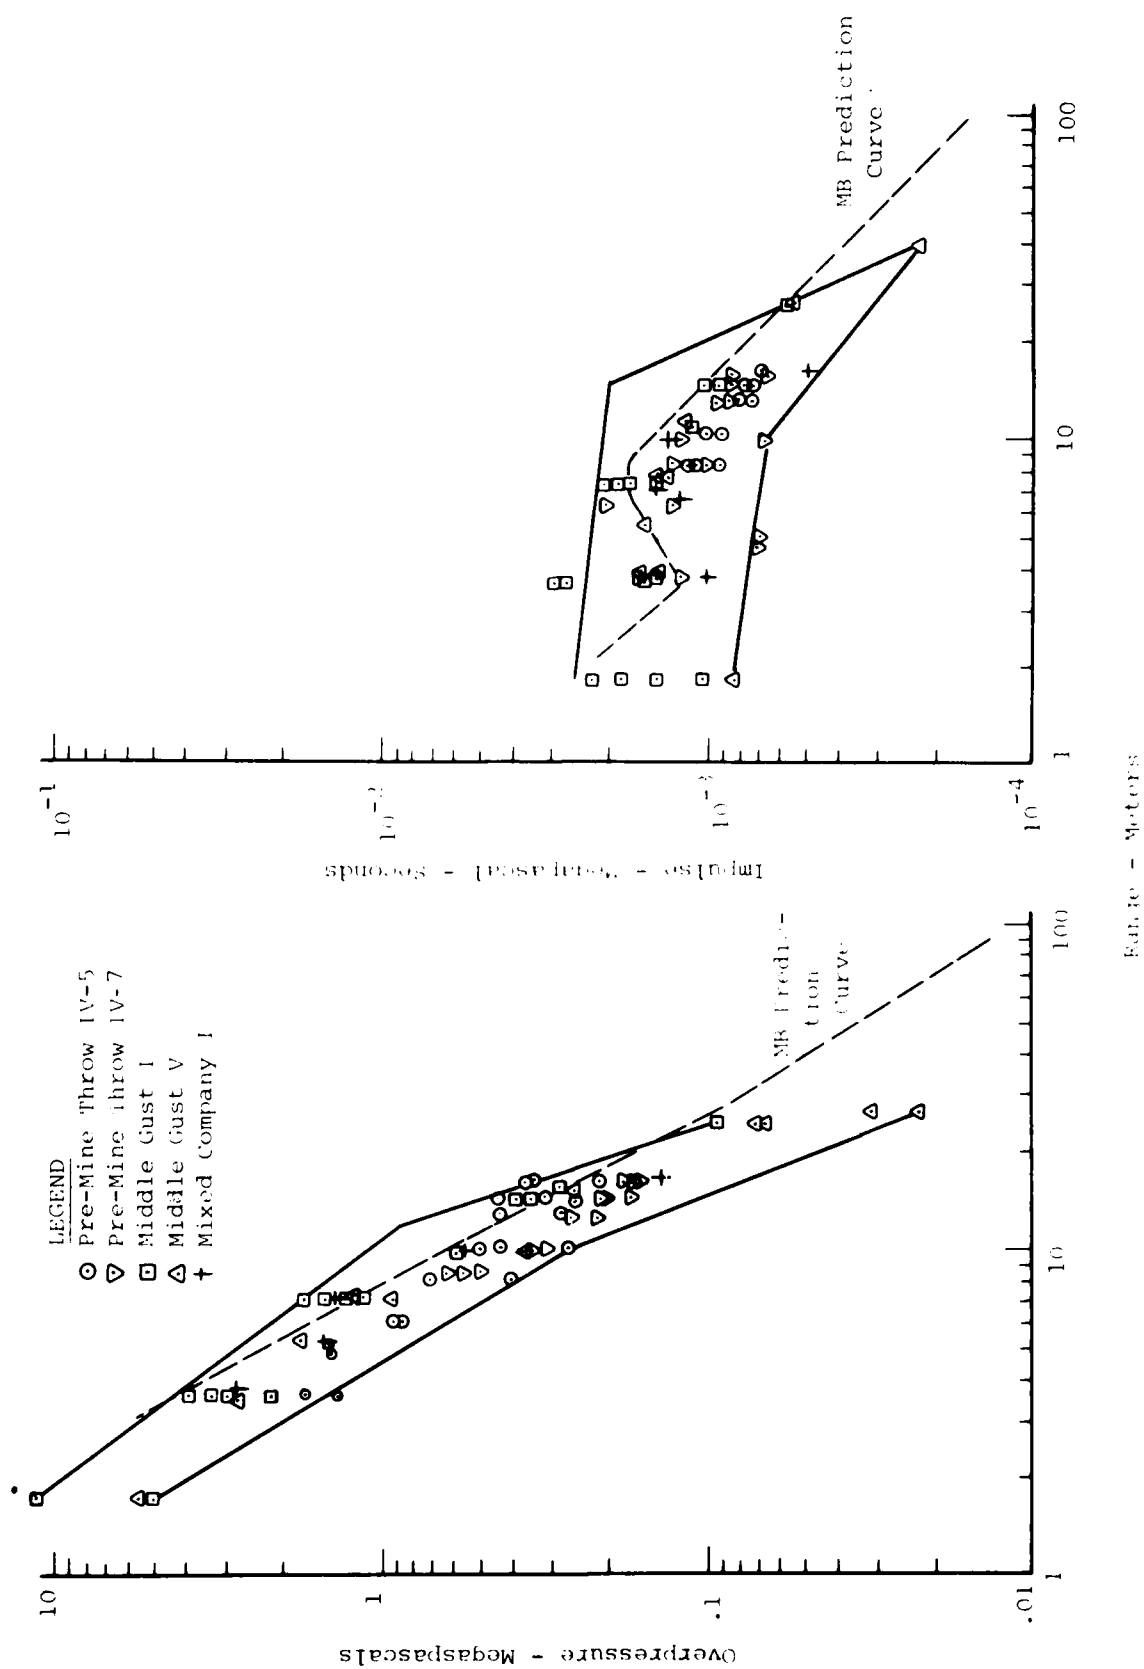 LEGEND
Pre-Mine Throw IV-5
Pre-Mine Throw IV-7
Middle Gust I
Middle Gust V
Mixed Company I
10
1
.1
.01
Overpressure - Megaspascals
1
10
100
MB Predic-
tion
Curve
10-1
10-2
10-3
10-4
Impulse - Megapascal - Seconds
1
10
100
MB Prediction
Curve
Range - Meters